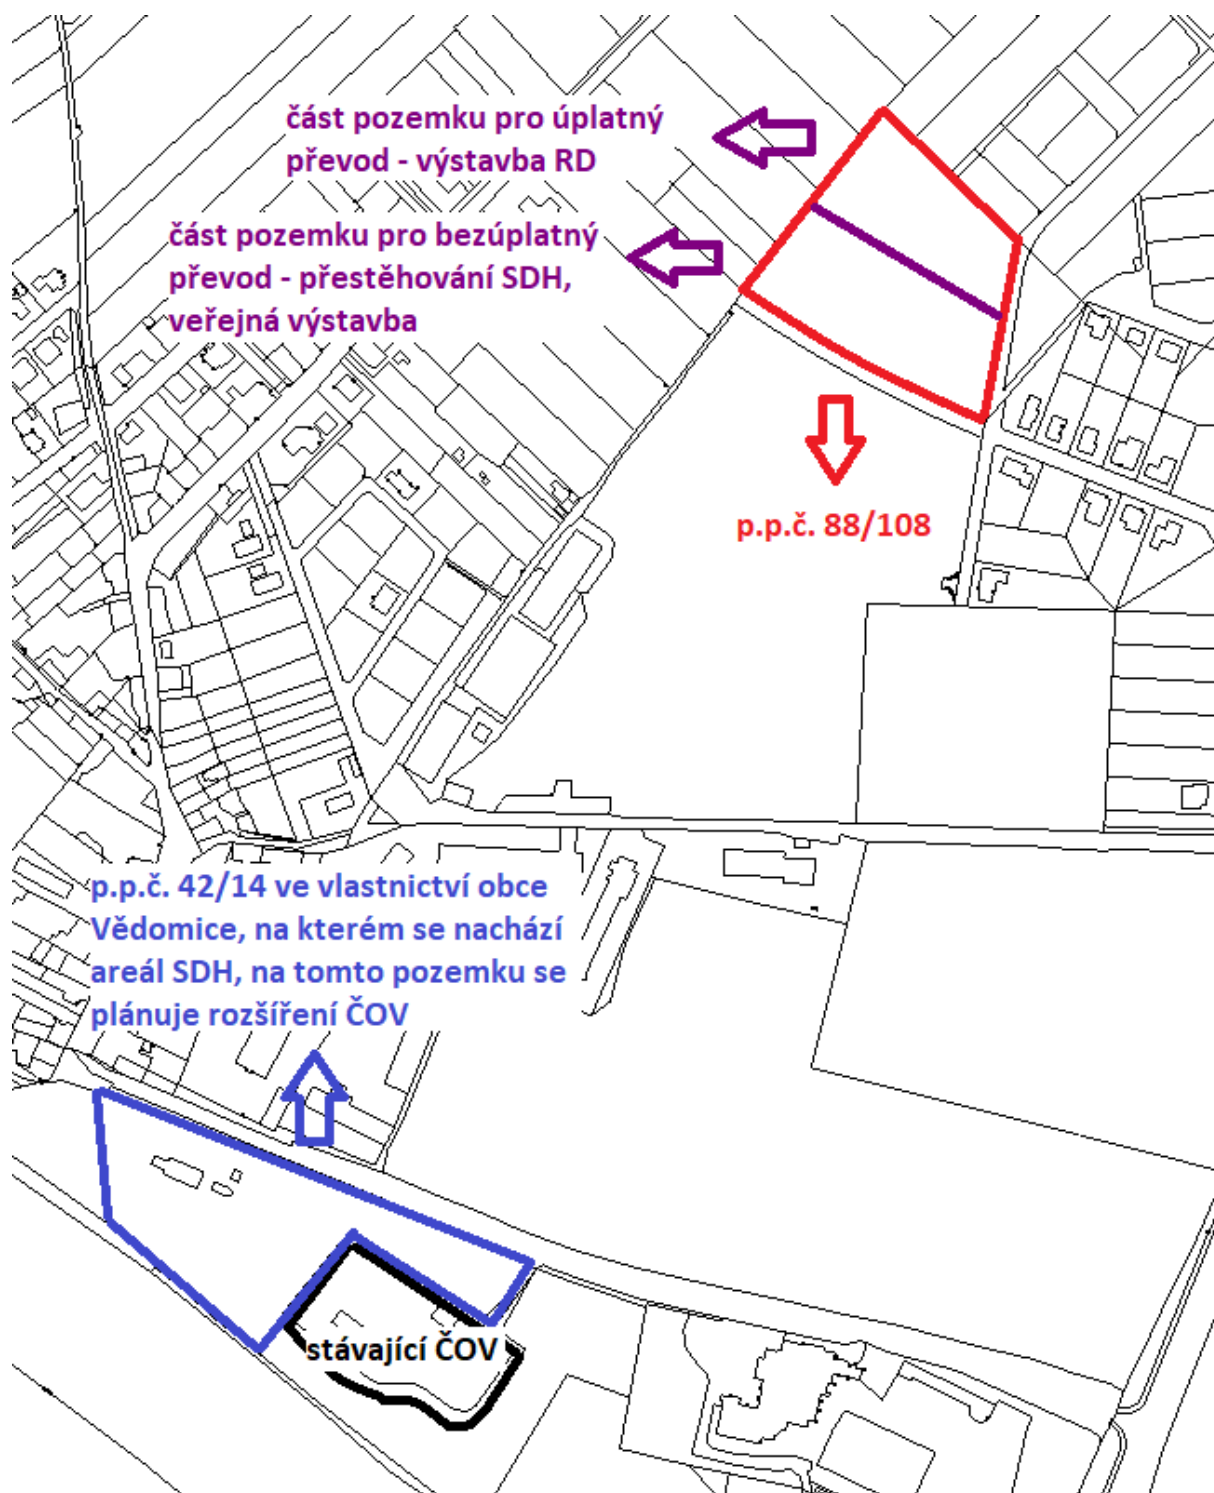 část pozemku pro úplatný
převod - výstavba RD
část pozemku pro bezúplatný
převod - přestěhování SDH,
veřejná výstavba
p.p.č. 88/108
p.p.č. 42/14 ve vlastnictví obce
Vědomice, na kterém se nachází
areál SDH, na tomto pozemku se
plánuje rozšíření ČOV
stávající ČOV